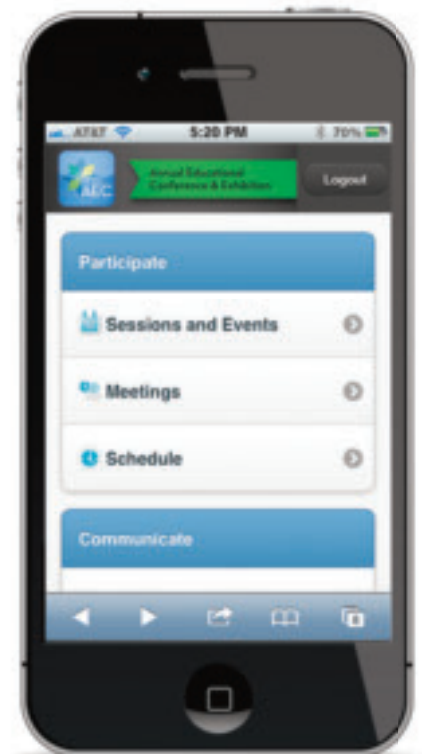 AT&T 5:20 PM 70%
AEC
Annual Educational
Conference & Exhibition
Logout
Participate
Sessions and Events
Meetings
Schedule
Communicate